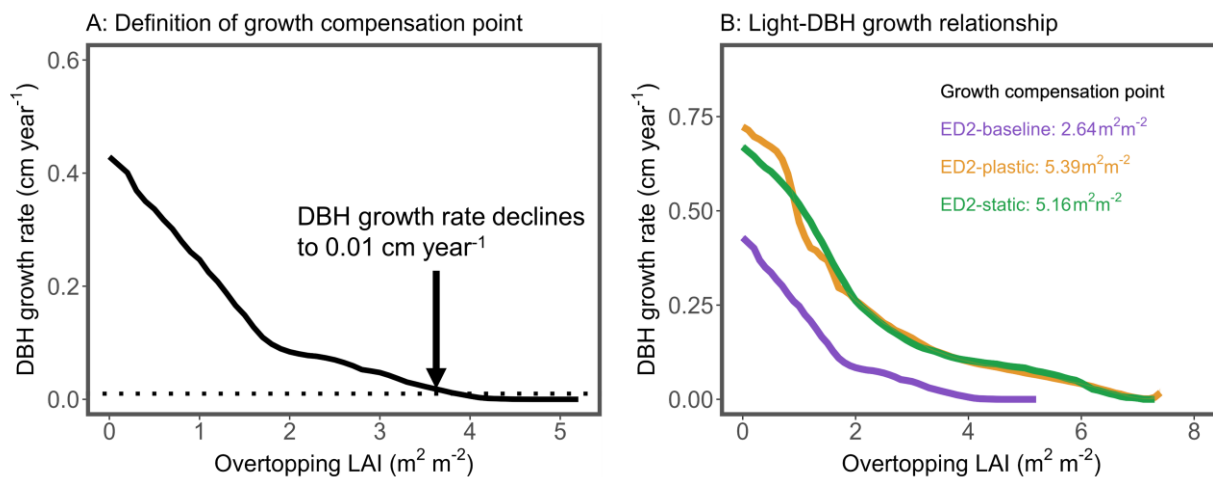 A: Definition of growth compensation point
DBH growth rate (cm year⁻¹)
0.6
0.4
0.2
0.0
DBH growth rate declines
to 0.01 cm year⁻¹
0 1 2 3 4 5
Overtopping LAI (m² m⁻²)
B: Light-DBH growth relationship
DBH growth rate (cm year⁻¹)
0.75
0.50
0.25
0.00
Growth compensation point
ED2-baseline: 2.64m²m⁻²
ED2-plastic: 5.39m²m⁻²
ED2-static: 5.16m²m⁻²
0 2 4 6 8
Overtopping LAI (m² m⁻²)